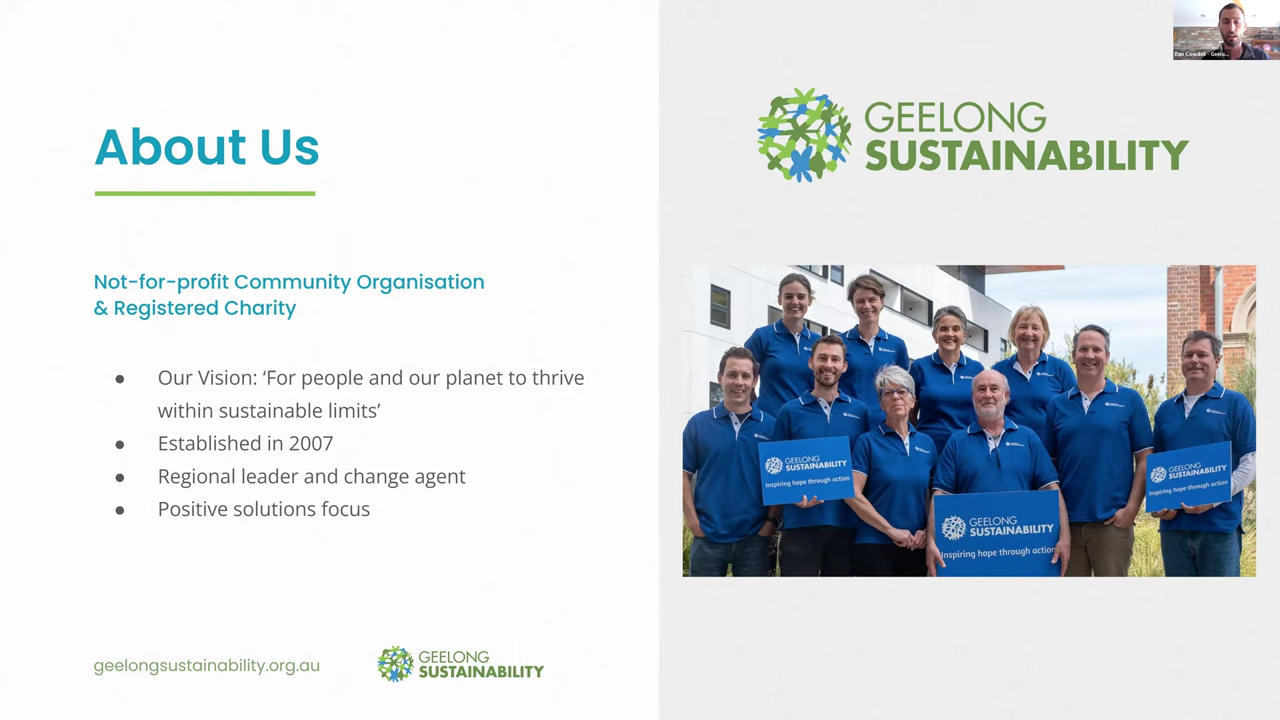 Dan Cowdell - Geelo...
About Us
GEELONG
SUSTAINABILITY
Not-for-profit Community Organisation
& Registered Charity
● Our Vision: ‘For people and our planet to thrive
within sustainable limits’
● Established in 2007
● Regional leader and change agent
● Positive solutions focus
GEELONG
SUSTAINABILITY
Inspiring hope through action
GEELONG
SUSTAINABILITY
Inspiring hope through action
GEELONG
SUSTAINABILITY
Inspiring hope through action
geelongsustainability.org.au
GEELONG
SUSTAINABILITY